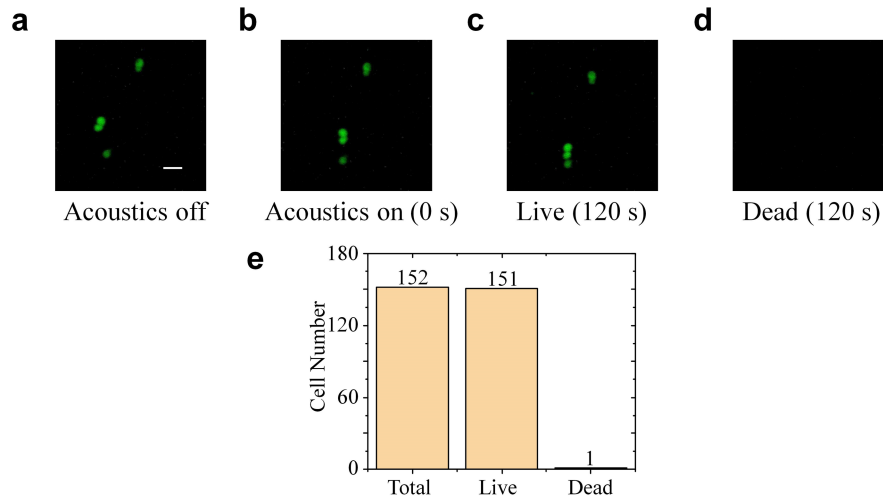 a
b
c
d
Acoustics off
Acoustics on (0 s)
Live (120 s)
Dead (120 s)
e
180
120
60
0
Cell Number
152
151
1
Total
Live
Dead